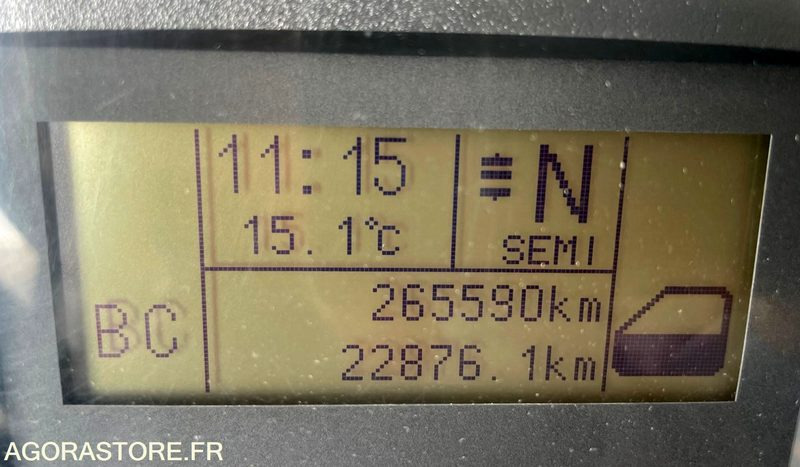 11:15
N
15.1℃
SEMI
265590km
BC
22876.1km
AGORASTORE.FR